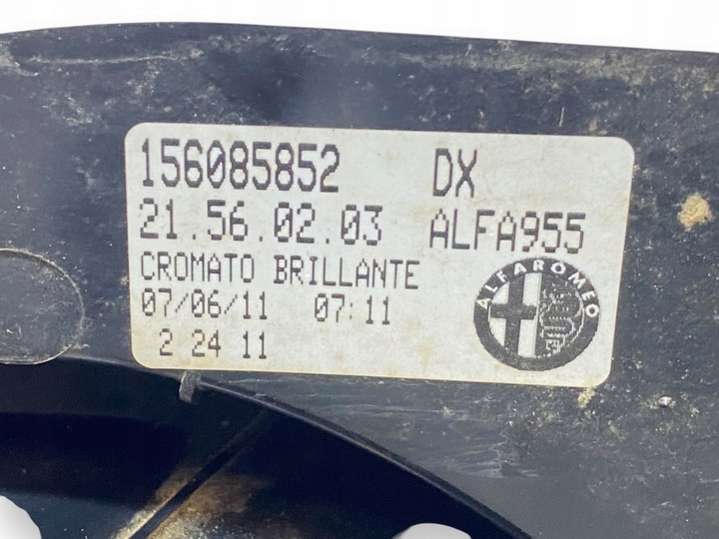 156085852 DX
21.56.02.03 ALFA955
CROMATO BRILLANTE
07/06/11 07:11
2 24 11
ALFA ROMEO